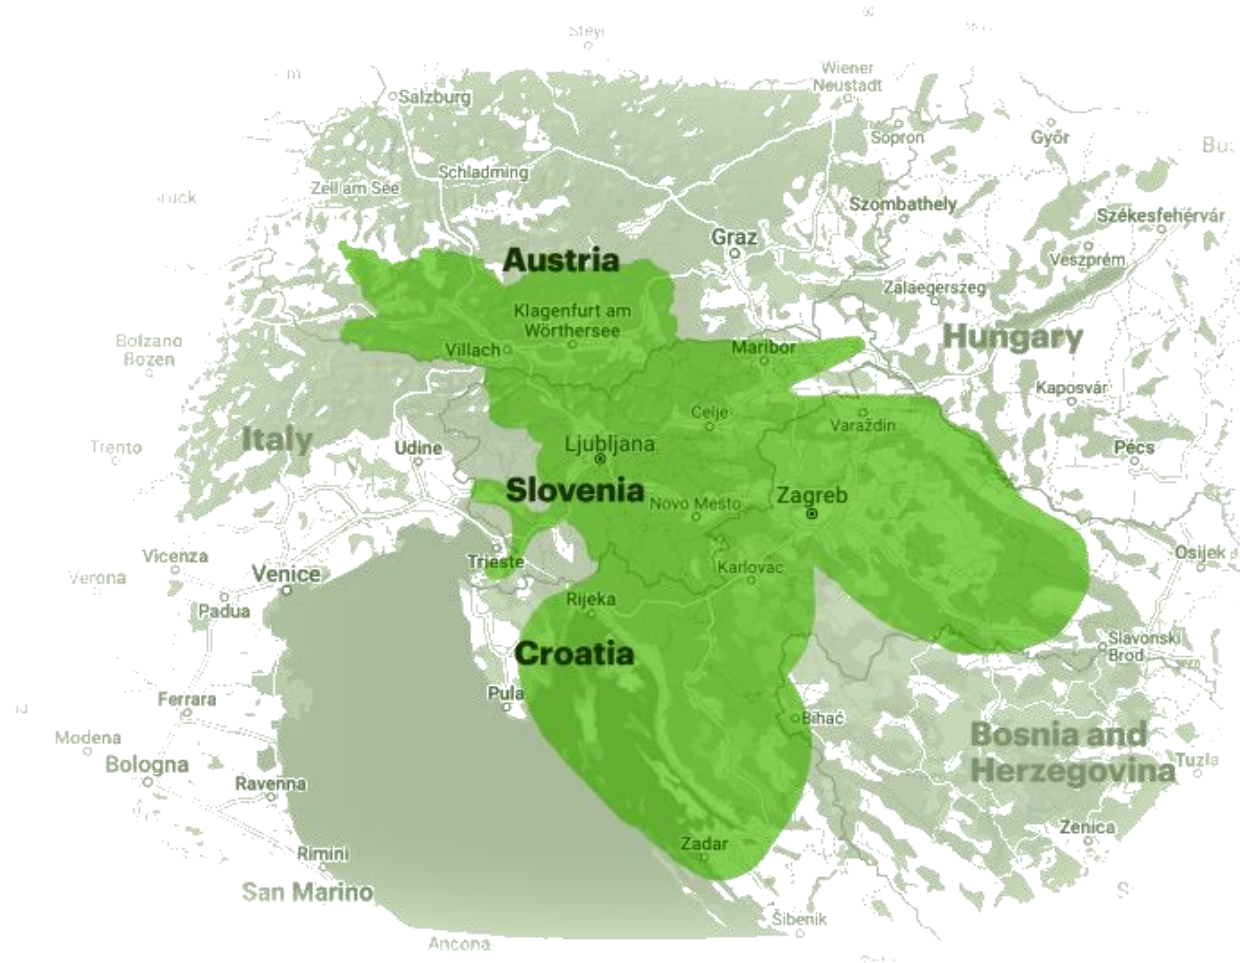 Steyr
Wiener
Neustadt
Salzburg
Sopron
Győr
Schladming
Zell am See
Szombathely
Székesfehérvár
Graz
Veszprém
Austria
Zalaegerszeg
Klagenfurt am
Wörthersee
Hungary
Bolzano
Bozen
Villach
Maribor
Kaposvár
Celje
Varaždin
Italy
Udine
Ljubljana
Trento
Pécs
Slovenia
Novo Mesto
Zagreb
Vicenza
Trieste
Karlovac
Osijek
Verona
Venice
Padua
Rijeka
Croatia
Slavonski
Brod
Ferrara
Pula
Bihać
Modena
Bosnia and
Herzegovina
Tuzla
Bologna
Ravenna
Zenica
Zadar
Rimini
San Marino
Šibenik
Ancona